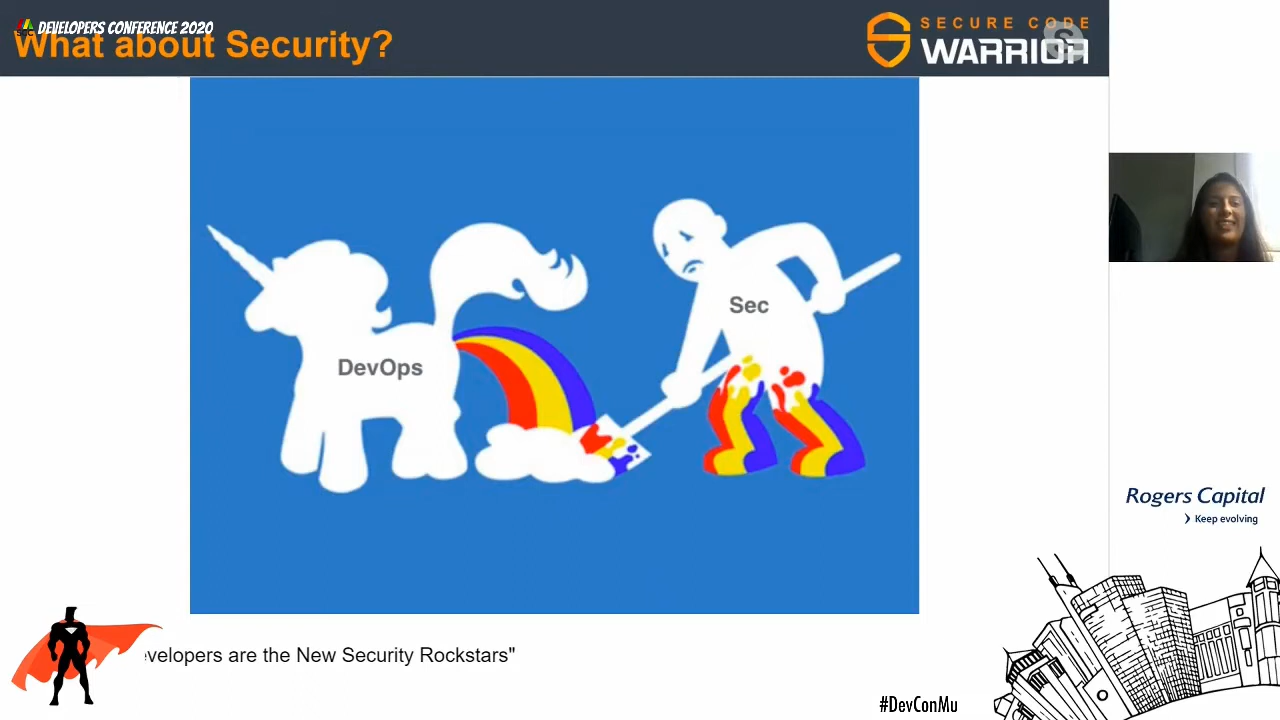 DEVELOPERS CONFERENCE 2020
What about Security?
SECURE CODE
WARRIOR
DevOps
Sec
Rogers Capital
Keep evolving
evelopers are the New Security Rockstars"
#DevConMu